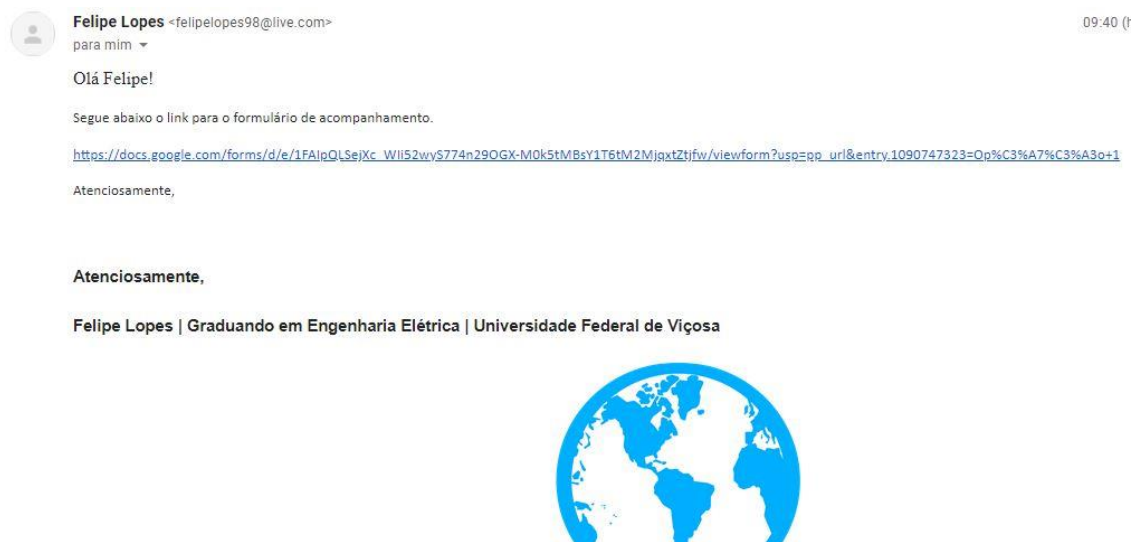 Felipe Lopes <felipelopes98@live.com> 09:40 (h
para mim
Olá Felipe!
Segue abaixo o link para o formulário de acompanhamento.
https://docs.google.com/forms/d/e/1FAIpQLSejXc_WIi52wyS774n29OGX-M0k5tMBsY1T6tM2MjqxtZtjfw/viewform?usp=pp_url&entry.1090747323=Op%C3%A7%C3%A3o+1
Atenciosamente,
Atenciosamente,
Felipe Lopes | Graduando em Engenharia Elétrica | Universidade Federal de Viçosa